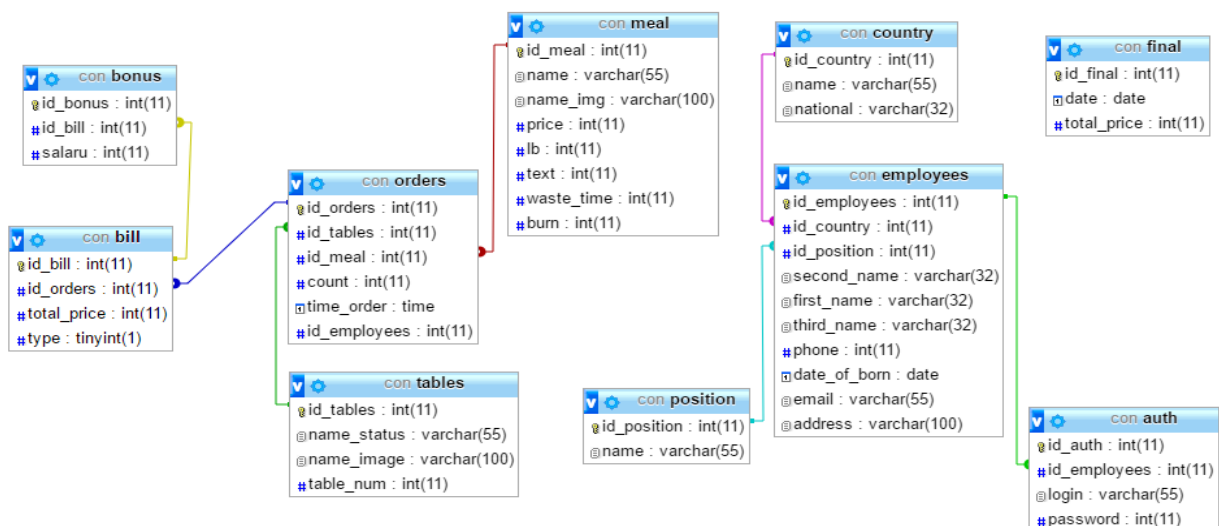 con bonus
id_bonus : int(11)
id_bill : int(11)
salaru : int(11)
con bill
id_bill : int(11)
id_orders : int(11)
total_price : int(11)
type : tinyint(1)
con orders
id_orders : int(11)
id_tables : int(11)
id_meal : int(11)
count : int(11)
time_order : time
id_employees : int(11)
con tables
id_tables : int(11)
name_status : varchar(55)
name_image : varchar(100)
table_num : int(11)
con meal
id_meal : int(11)
name : varchar(55)
name_img : varchar(100)
price : int(11)
lb : int(11)
text : int(11)
waste_time : int(11)
burn : int(11)
con position
id_position : int(11)
name : varchar(55)
con country
id_country : int(11)
name : varchar(55)
national : varchar(32)
con employees
id_employees : int(11)
id_country : int(11)
id_position : int(11)
second_name : varchar(32)
first_name : varchar(32)
third_name : varchar(32)
phone : int(11)
date_of_born : date
email : varchar(55)
address : varchar(100)
con final
id_final : int(11)
date : date
total_price : int(11)
con auth
id_auth : int(11)
id_employees : int(11)
login : varchar(55)
password : int(11)